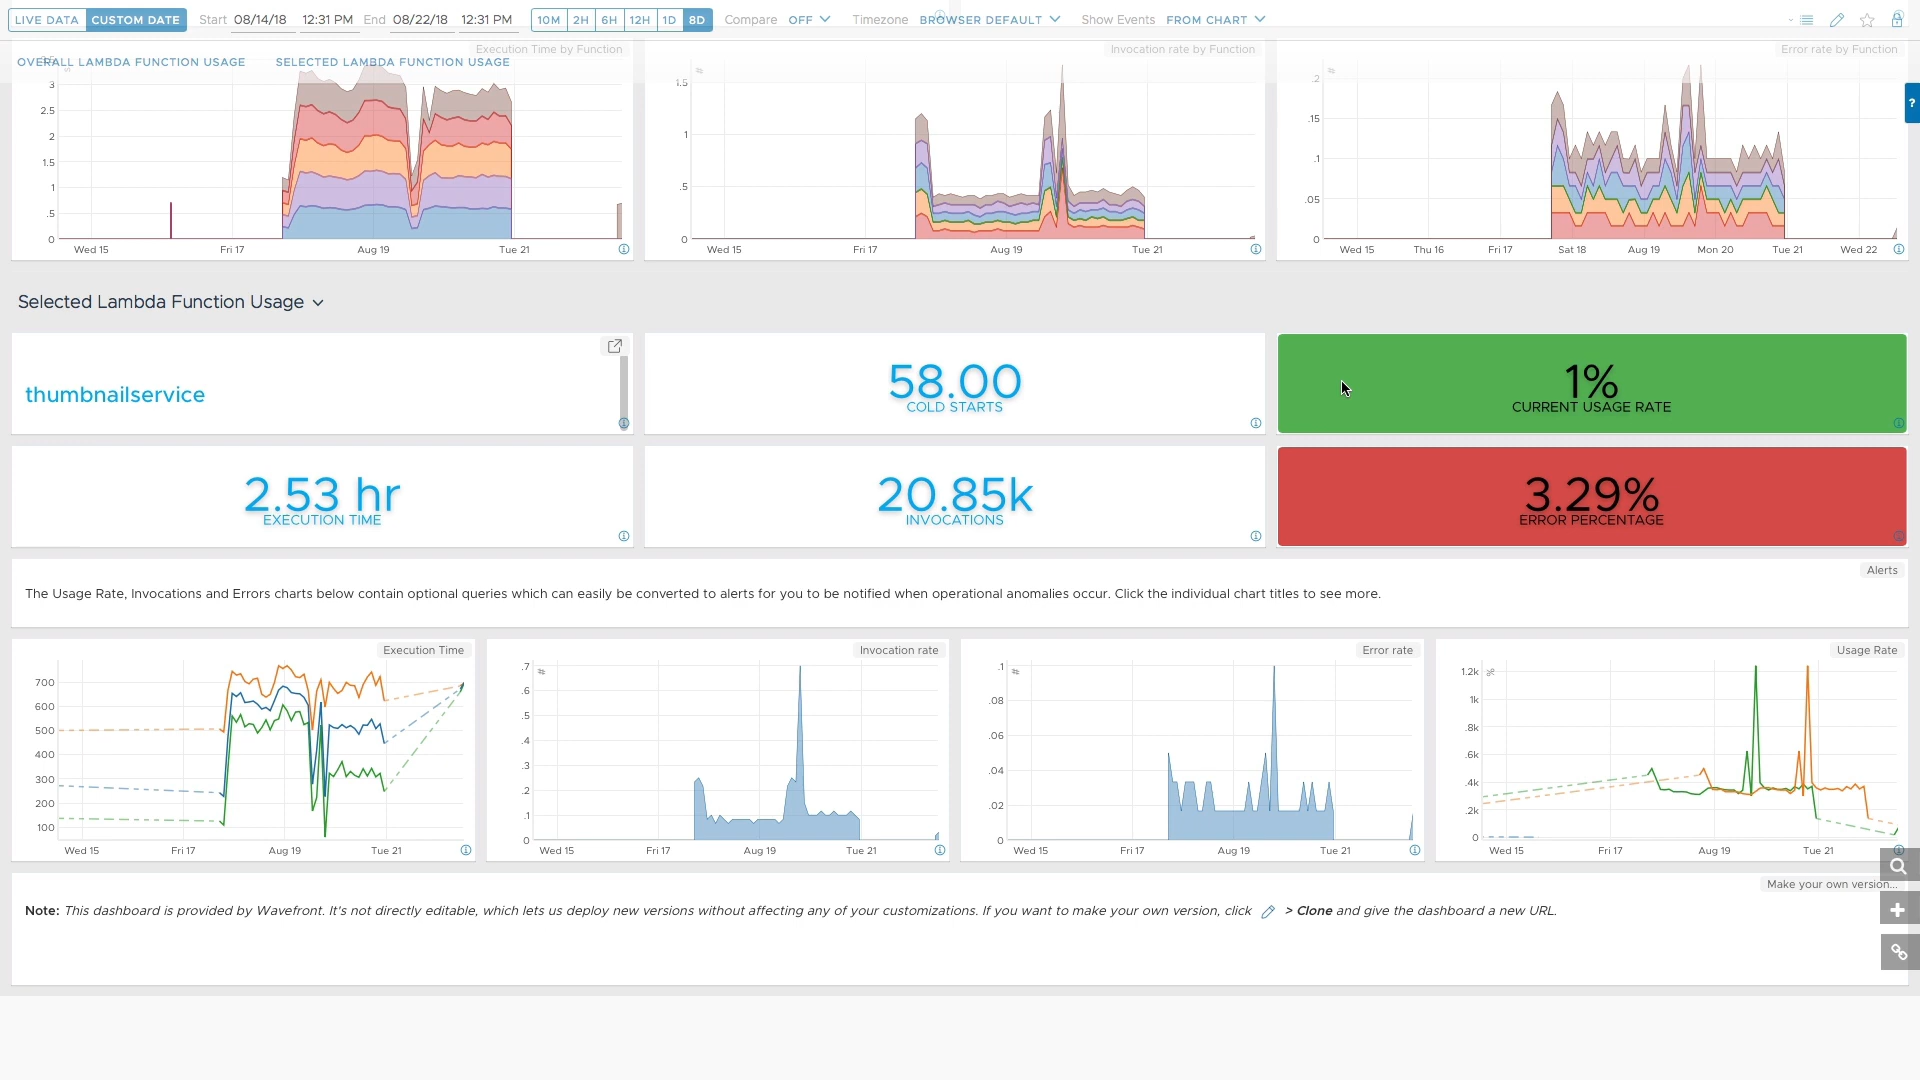 LIVE DATA CUSTOM DATE Start 08/14/18 12:31 PM End 08/22/18 12:31 PM 10M 2H 6H 12H 1D 8D Compare OFF Timezone BROWSER DEFAULT Show Events FROM CHART
Execution Time by Function Invocation rate by Function Error rate by Function
OVERALL LAMBDA FUNCTION USAGE SELECTED LAMBDA FUNCTION USAGE
3
2.5
2
1.5
1
.5
0
Wed 15 Fri 17 Aug 19 Tue 21
1.5
1
.5
0
Wed 15 Fri 17 Aug 19 Tue 21
.2
.15
.1
.05
0
Wed 15 Thu 16 Fri 17 Sat 18 Aug 19 Mon 20 Tue 21 Wed 22
?
Selected Lambda Function Usage
thumbnailservice
58.00
COLD STARTS
1%
CURRENT USAGE RATE
2.53 hr
EXECUTION TIME
20.85k
INVOCATIONS
3.29%
ERROR PERCENTAGE
Alerts
The Usage Rate, Invocations and Errors charts below contain optional queries which can easily be converted to alerts for you to be notified when operational anomalies occur. Click the individual chart titles to see more.
Execution Time
700
600
500
400
300
200
100
Wed 15 Fri 17 Aug 19 Tue 21
Invocation rate
.7
.6
.5
.4
.3
.2
.1
0
Wed 15 Fri 17 Aug 19 Tue 21
Error rate
.1
.08
.06
.04
.02
0
Wed 15 Fri 17 Aug 19 Tue 21
Usage Rate
1.2k
1k
.8k
.6k
.4k
.2k
0
Wed 15 Fri 17 Aug 19 Tue 21
Make your own version...
Note: This dashboard is provided by Wavefront. It's not directly editable, which lets us deploy new versions without affecting any of your customizations. If you want to make your own version, click > Clone and give the dashboard a new URL.